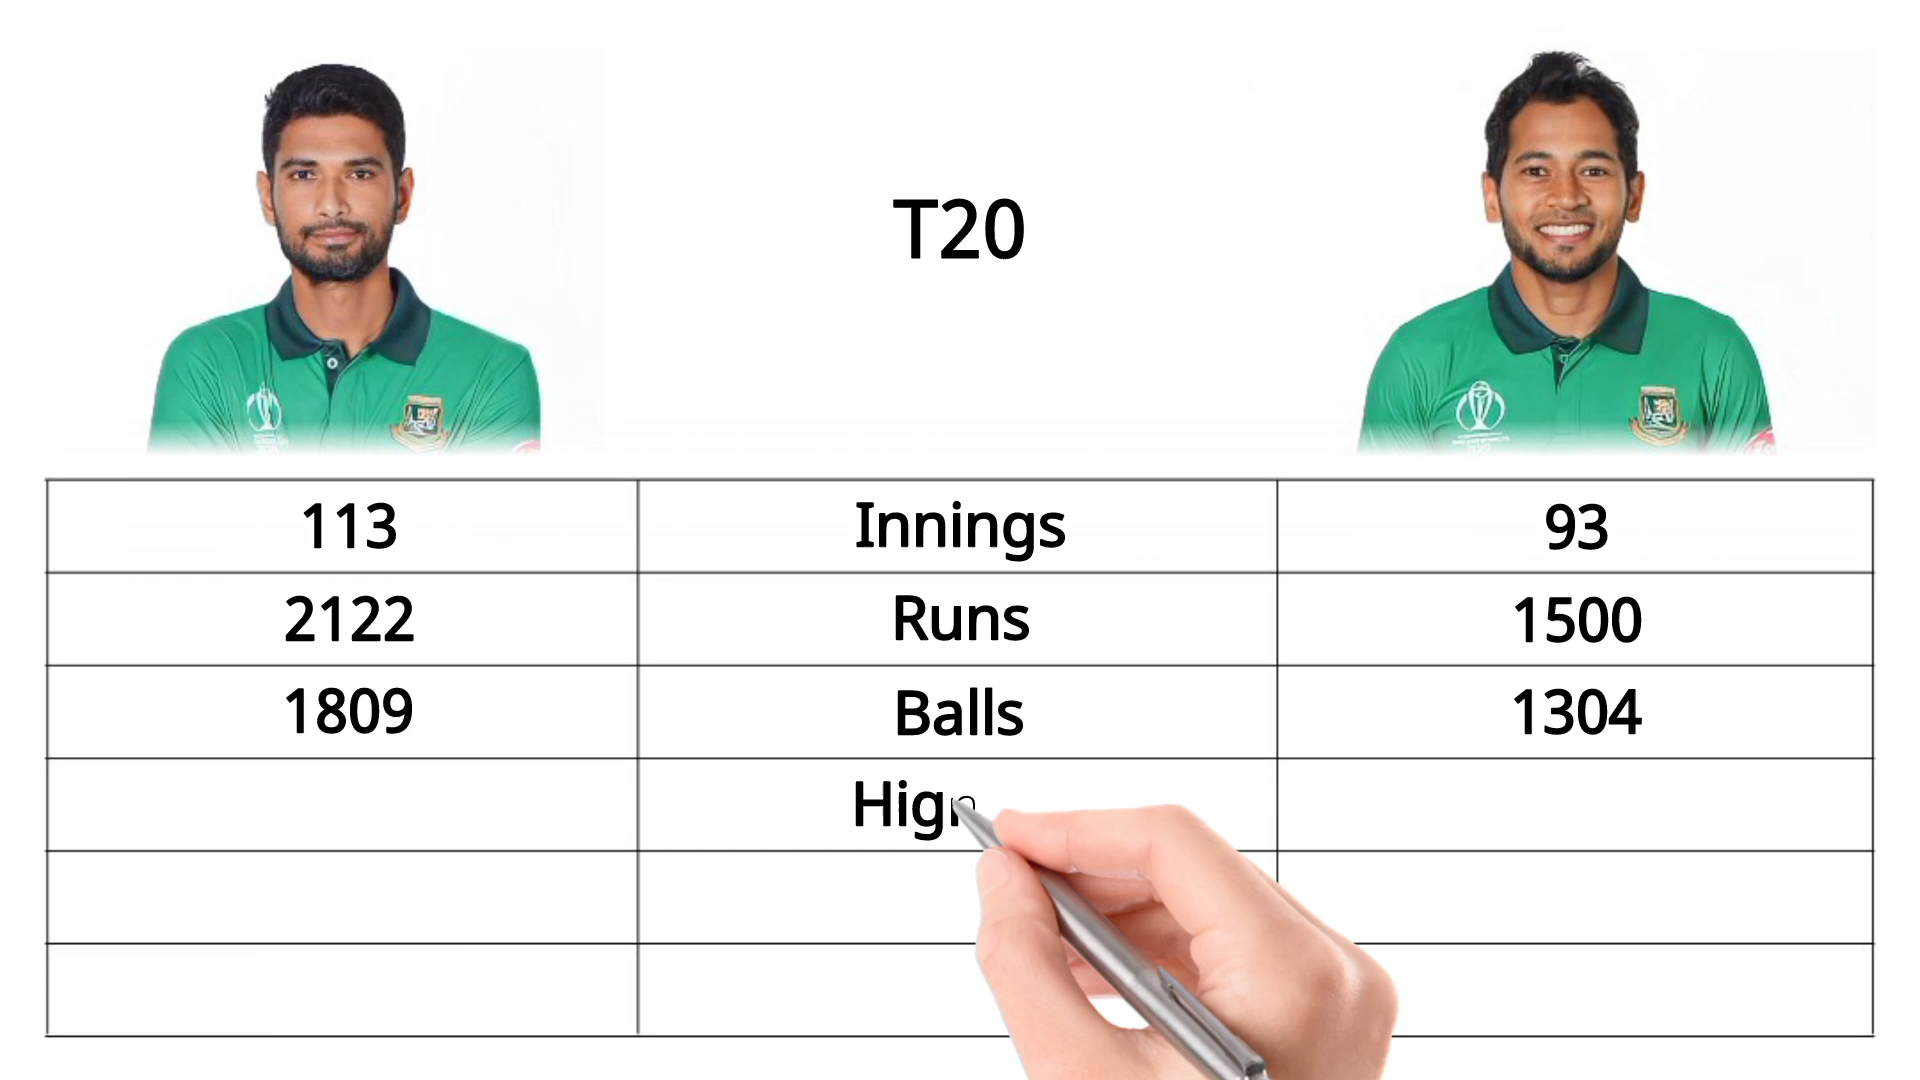 T20
113 Innings 93
2122 Runs 1500
1809 Balls 1304
Hig